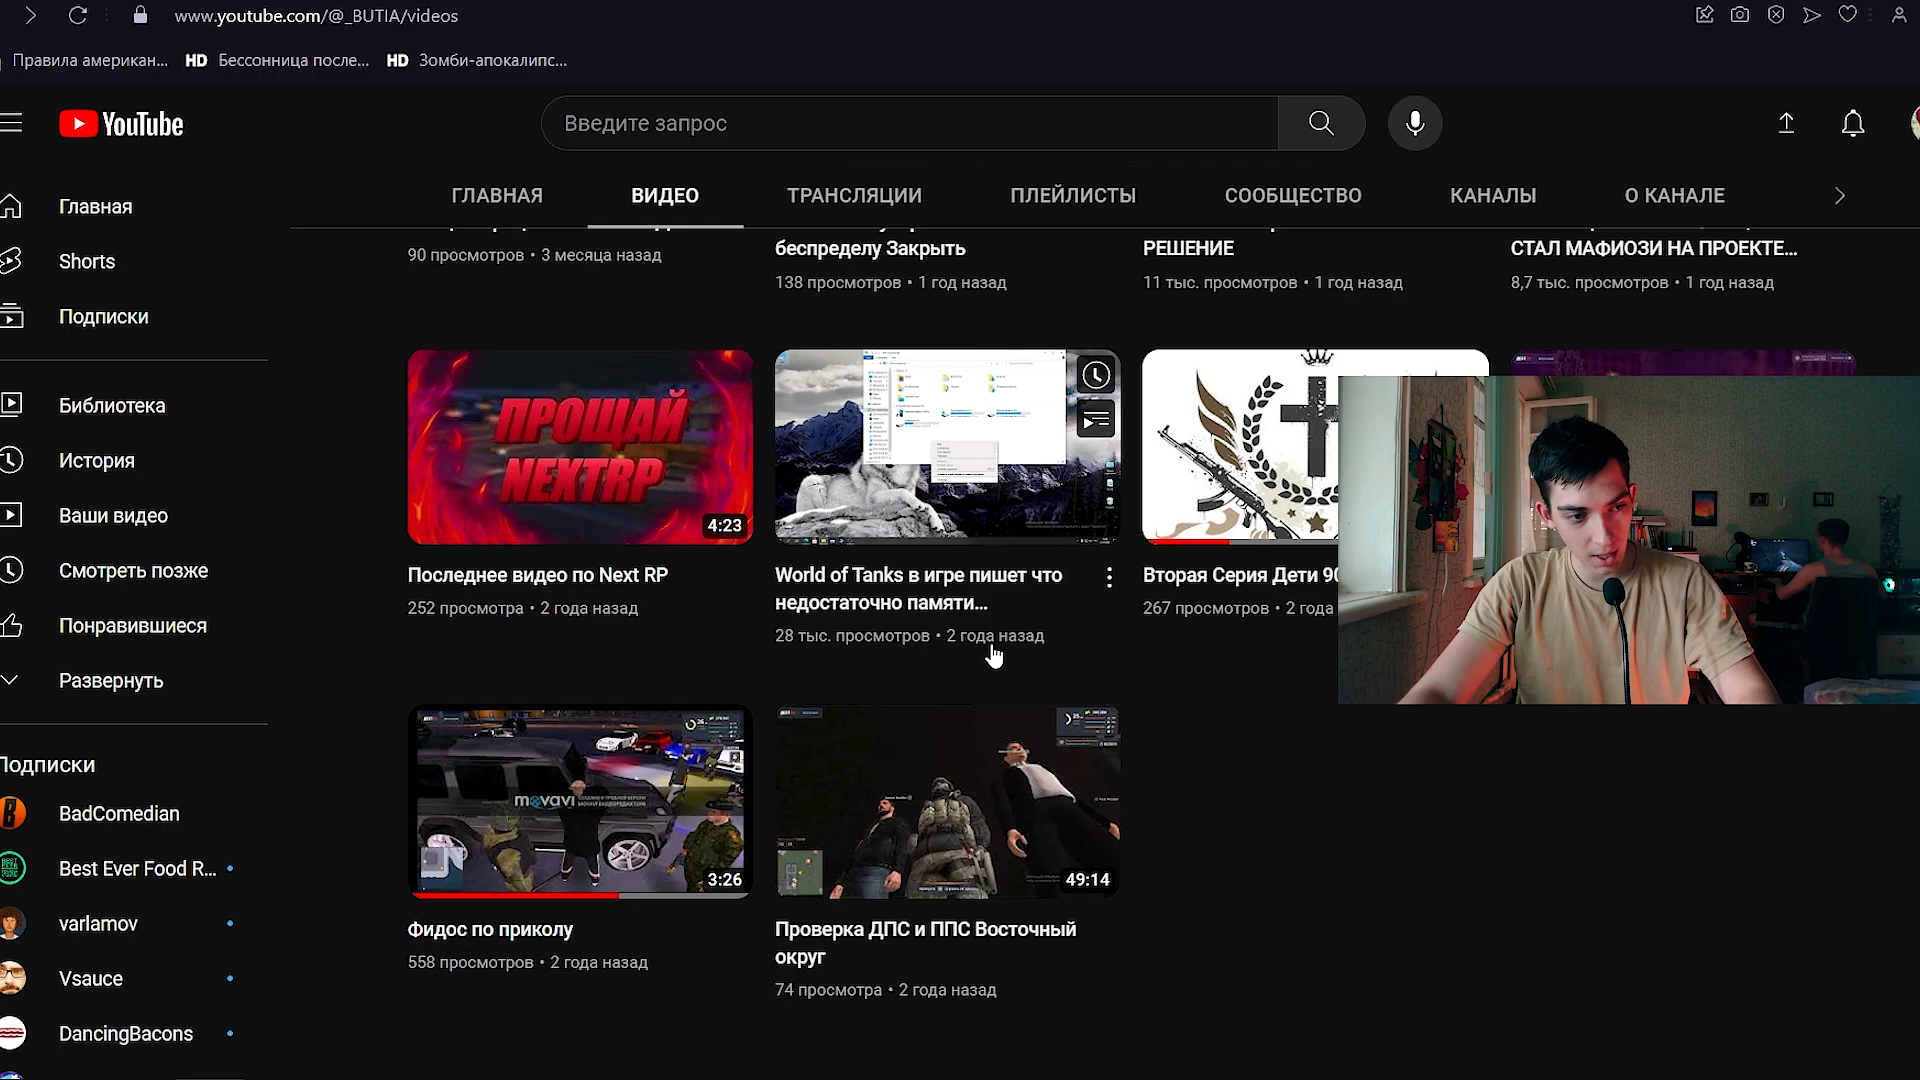 www.youtube.com/@_BUTIA/videos
Правила американ...
HD Бессонница после...
HD Зомби-апокалипс...
YouTube
Введите запрос
ГЛАВНАЯ
ВИДЕО
ТРАНСЛЯЦИИ
ПЛЕЙЛИСТЫ
СООБЩЕСТВО
КАНАЛЫ
О КАНАЛЕ
Главная
Shorts
Подписки
Библиотека
История
Ваши видео
Смотреть позже
Понравившиеся
Развернуть
Подписки
BadComedian
Best Ever Food R...
varlamov
Vsauce
DancingBacons
90 просмотров • 3 месяца назад
беспределу Закрыть
138 просмотров • 1 год назад
РЕШЕНИЕ
11 тыс. просмотров • 1 год назад
СТАЛ МАФИОЗИ НА ПРОЕКТЕ...
8,7 тыс. просмотров • 1 год назад
ПРОЩАЙ
NEXTRP
4:23
Последнее видео по Next RP
252 просмотра • 2 года назад
World of Tanks в игре пишет что
недостаточно памяти...
28 тыс. просмотров • 2 года назад
Вторая Серия Дети 90
267 просмотров • 2 года
movavi
3:26
Фидос по приколу
558 просмотров • 2 года назад
49:14
Проверка ДПС и ППС Восточный
округ
74 просмотра • 2 года назад